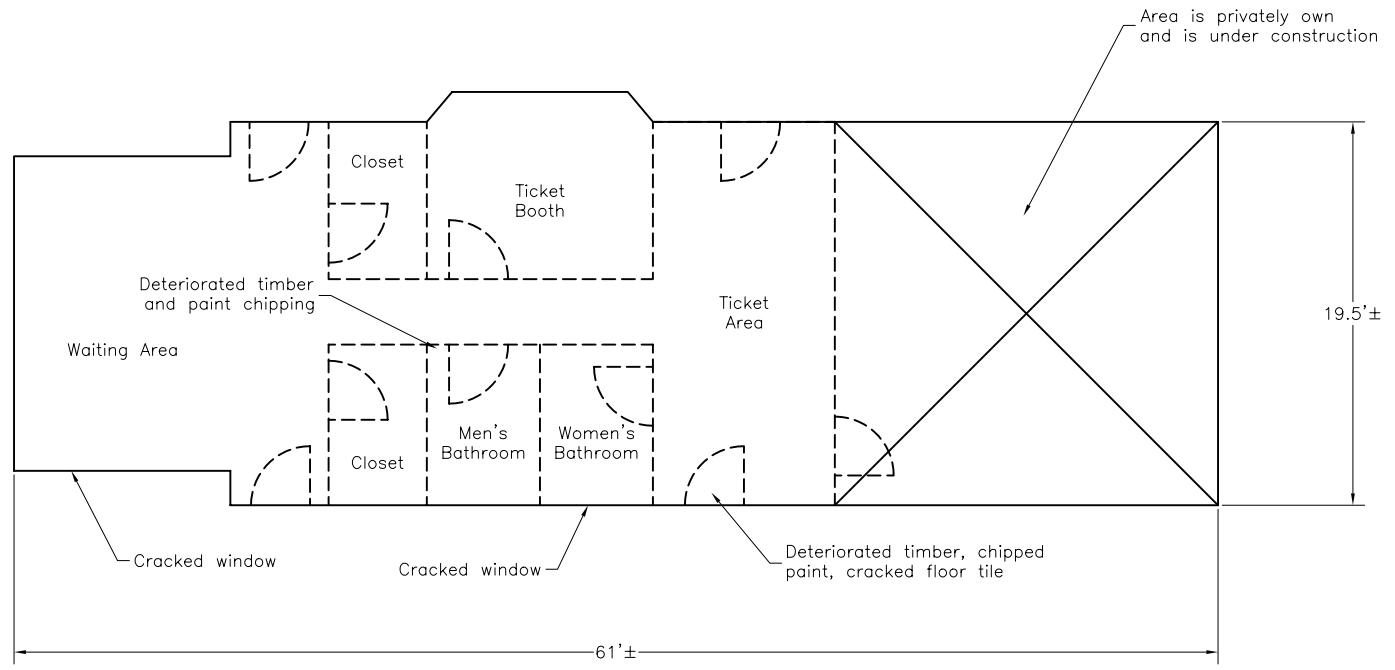 Area is privately own
and is under construction
Closet
Ticket
Booth
Deteriorated timber
and paint chipping
Ticket
Area
19.5'±
Waiting Area
Men's
Bathroom
Women's
Bathroom
Closet
Cracked window
Cracked window
Deteriorated timber, chipped
paint, cracked floor tile
61'±